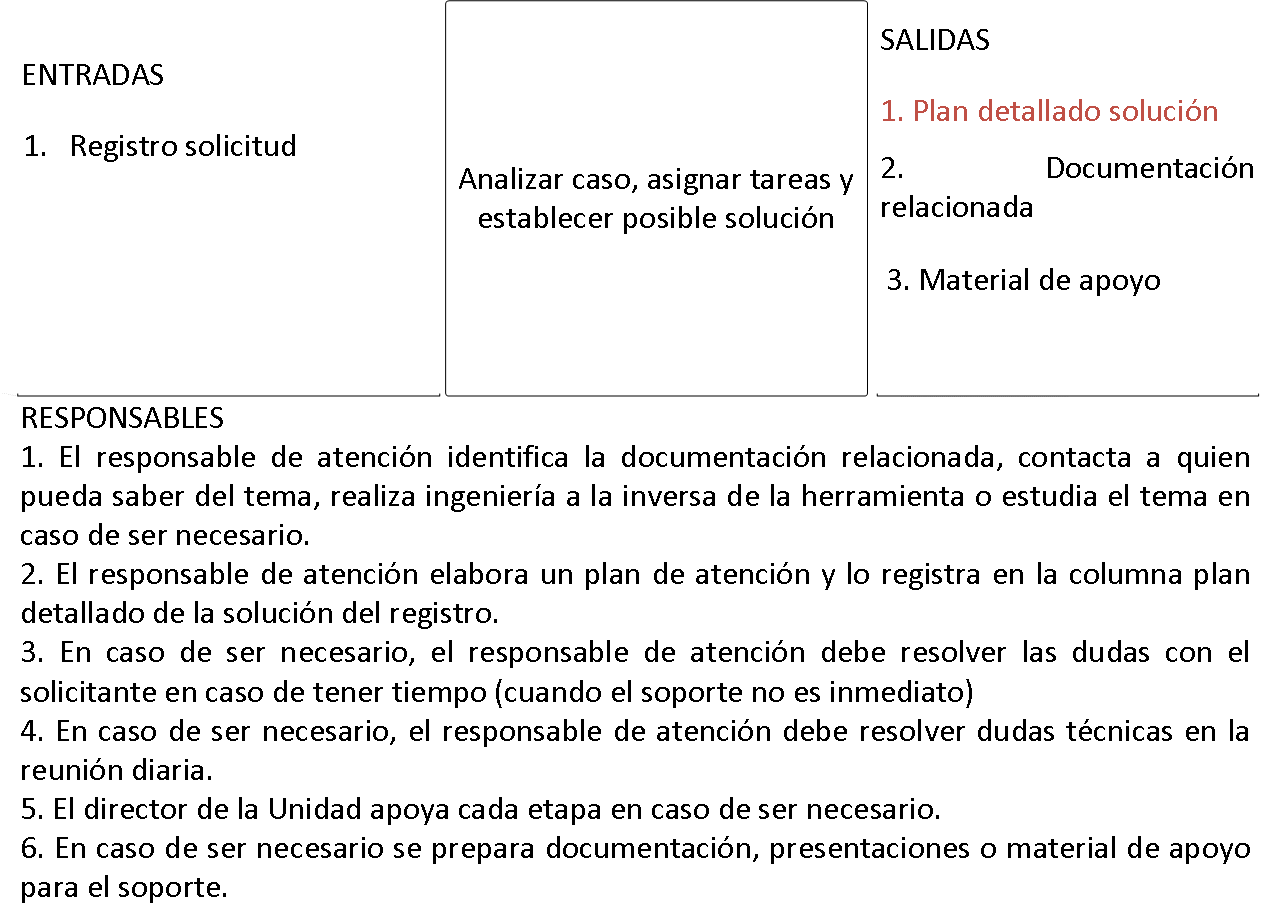 ENTRADAS
1. Registro solicitud
Analizar caso, asignar tareas y
establecer posible solución
SALIDAS
1. Plan detallado solución
2. Documentación
relacionada
3. Material de apoyo
RESPONSABLES
1. El responsable de atención identifica la documentación relacionada, contacta a quien
pueda saber del tema, realiza ingeniería a la inversa de la herramienta o estudia el tema en
caso de ser necesario.
2. El responsable de atención elabora un plan de atención y lo registra en la columna plan
detallado de la solución del registro.
3. En caso de ser necesario, el responsable de atención debe resolver las dudas con el
solicitante en caso de tener tiempo (cuando el soporte no es inmediato)
4. En caso de ser necesario, el responsable de atención debe resolver dudas técnicas en la
reunión diaria.
5. El director de la Unidad apoya cada etapa en caso de ser necesario.
6. En caso de ser necesario se prepara documentación, presentaciones o material de apoyo
para el soporte.